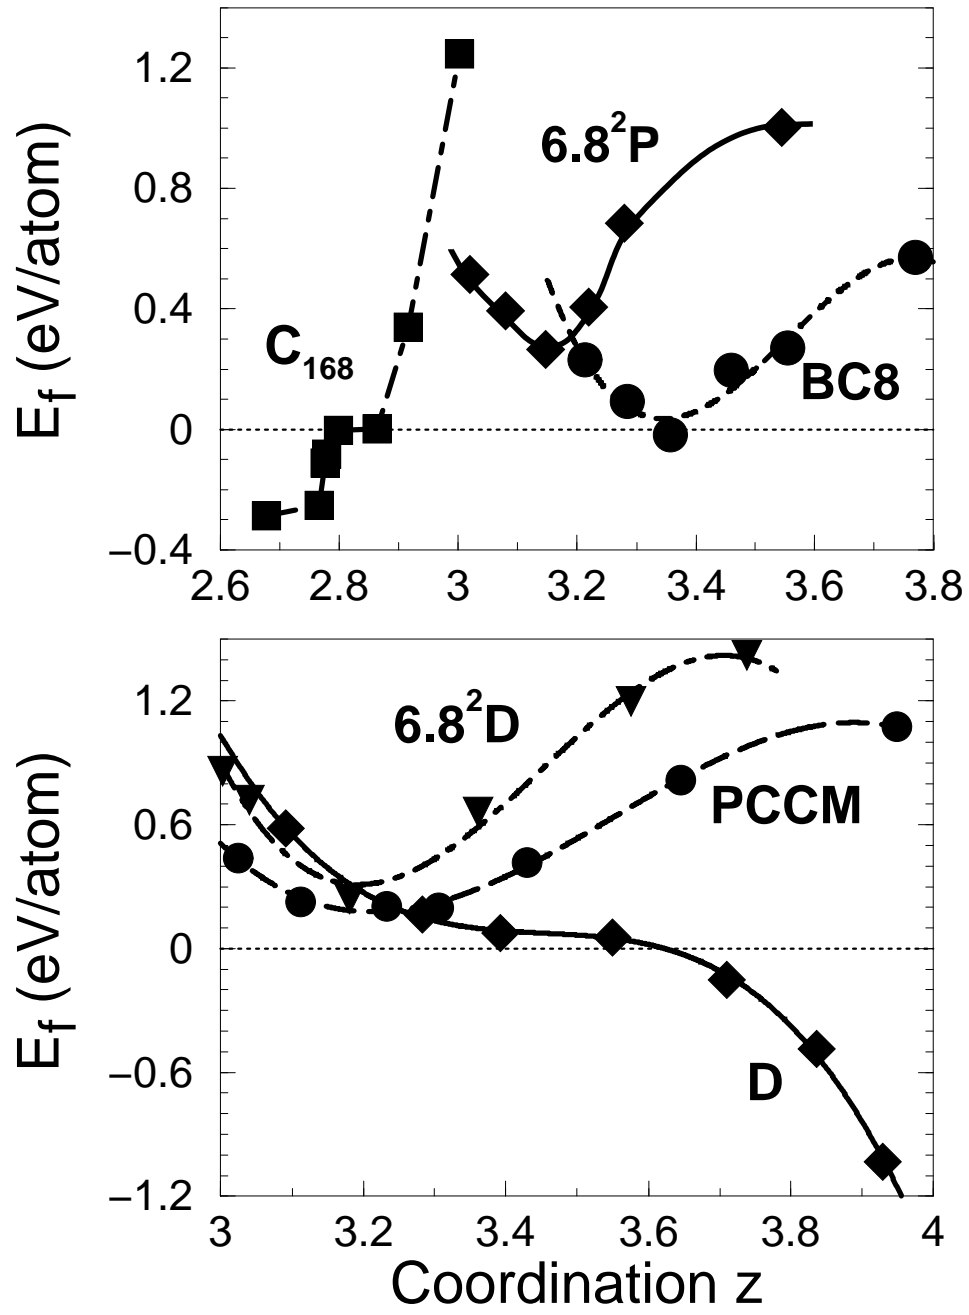 1.2
0.8
0.4
0
−0.4
E_f (eV/atom)
6.8²P
C₁₆₈
BC8
2.6 2.8 3 3.2 3.4 3.6 3.8
1.2
0.6
0
−0.6
−1.2
E_f (eV/atom)
6.8²D
PCCM
D
3 3.2 3.4 3.6 3.8 4
Coordination z